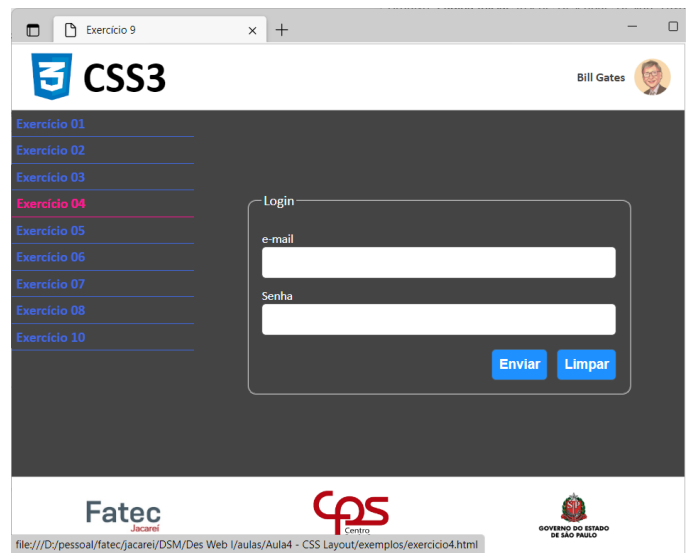 Exercício 9
CSS3
Bill Gates
Exercício 01
Exercício 02
Exercício 03
Exercício 04
Exercício 05
Exercício 06
Exercício 07
Exercício 08
Exercício 10
Login
e-mail
Senha
Enviar Limpar
Fatec
Jacareí
CPS
Centro
GOVERNO DO ESTADO
DE SÃO PAULO
file:///D:/pessoal/fatec/jacarei/DSM/Des Web I/aulas/Aula4 - CSS Layout/exemplos/exercicio4.html